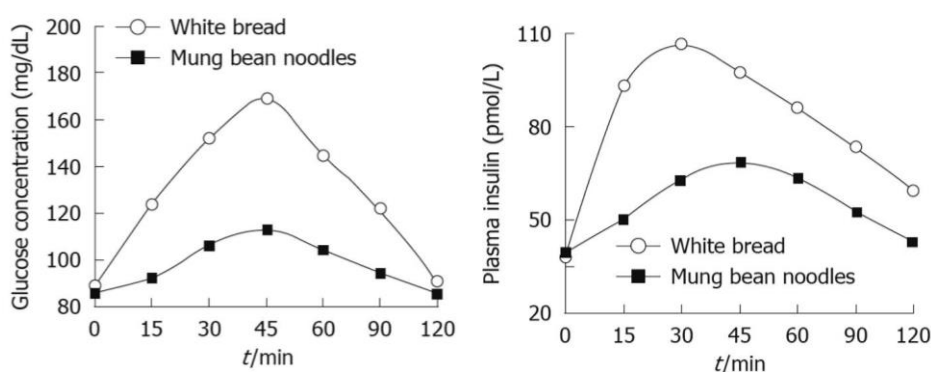 Glucose concentration (mg/dL)
200
180
160
140
120
100
80
White bread
Mung bean noodles
0 15 30 45 60 90 120
t/min
Plasma insulin (pmol/L)
110
80
50
20
White bread
Mung bean noodles
0 15 30 45 60 90 120
t/min